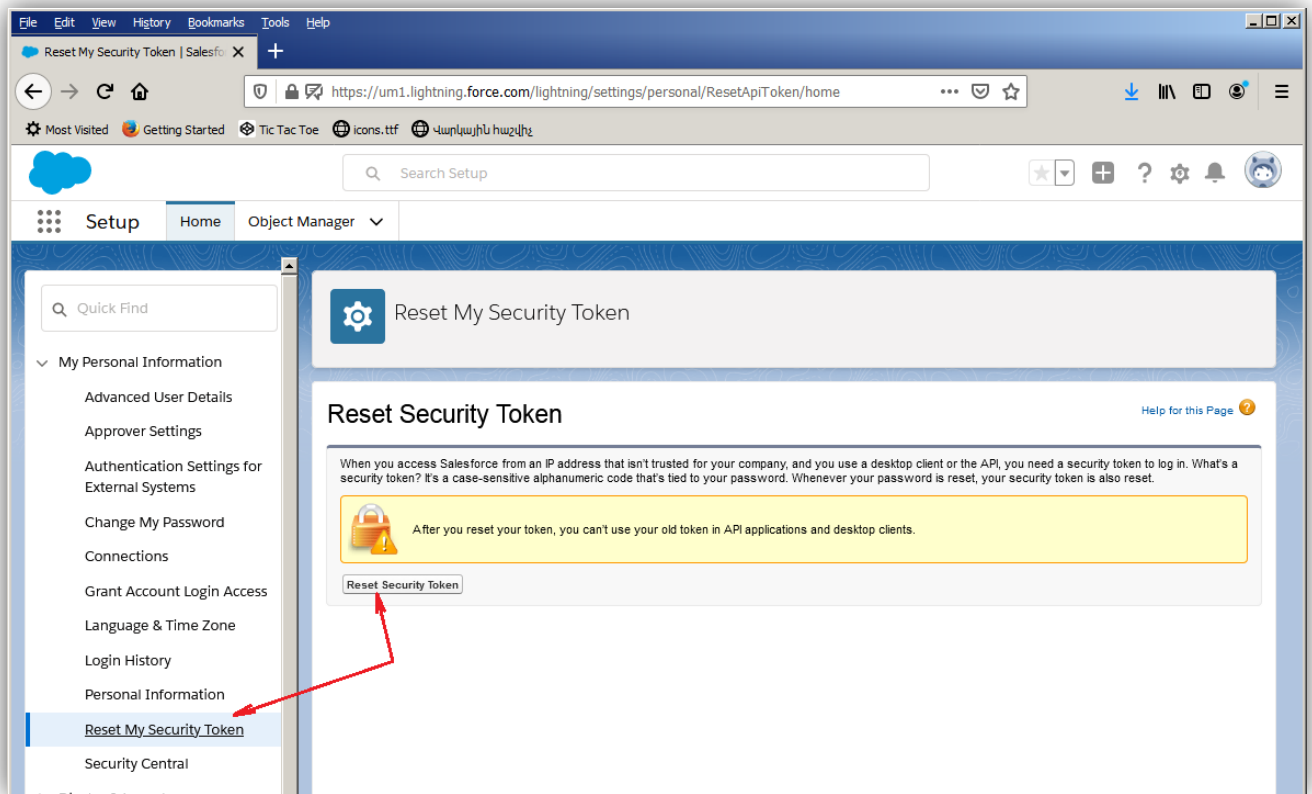 File Edit View History Bookmarks Tools Help
Reset My Security Token | Salesfo
https://um1.lightning.force.com/lightning/settings/personal/ResetApiToken/home
Most Visited Getting Started Tic Tac Toe icons.ttf Վարկային հաշվիչ
Search Setup
Setup Home Object Manager
Quick Find
My Personal Information
Advanced User Details
Approver Settings
Authentication Settings for
External Systems
Change My Password
Connections
Grant Account Login Access
Language & Time Zone
Login History
Personal Information
Reset My Security Token
Security Central
Reset My Security Token
Reset Security Token
Help for this Page ?
When you access Salesforce from an IP address that isn't trusted for your company, and you use a desktop client or the API, you need a security token to log in. What's a
security token? It's a case-sensitive alphanumeric code that's tied to your password. Whenever your password is reset, your security token is also reset.
After you reset your token, you can't use your old token in API applications and desktop clients.
Reset Security Token